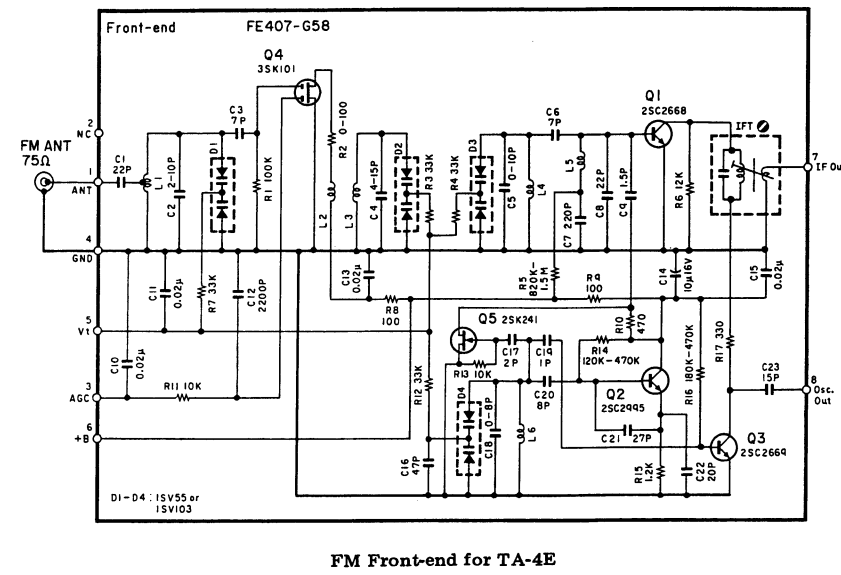 Front-end FE407-G58
Q4
3SK101
2
NC
FM ANT
75Ω
1
ANT
C1
22P
L1
C2 2-10P
D1
C3
7P
R1 100K
R2 0-100
L2
L3
C4 4-15P
D2
R3 33K
R4 33K
D3
C5 0-10P
L4
C6
7P
L5
C7 220P
C8 22P
C9 1.5P
Q1
2SC2668
R6 12K
IFT
7
IF Ou
4
GND
C11 0.02μ
R7 33K
C12 2200P
C13 0.02μ
R5 820K-1.5M
R9
100
C14 10μ16V
C15 0.02μ
R8
100
5
Vt
C10 0.02μ
Q5 2SK241
C17
2P
C19
1P
R10 470
R14
120K-470K
R16 180K-470K
R17 330
R13 10K
R12 33K
3
AGC
R11 10K
D4
C18 0-8P
L6
C20
8P
Q2
2SC2995
C23
15P
8
Osc.
Out
6
+B
C16
47P
C21 27P
R15 1.2K
C22 20P
Q3
2SC2669
D1-D4 : 1SV55 or
1SV103
FM Front-end for TA-4E